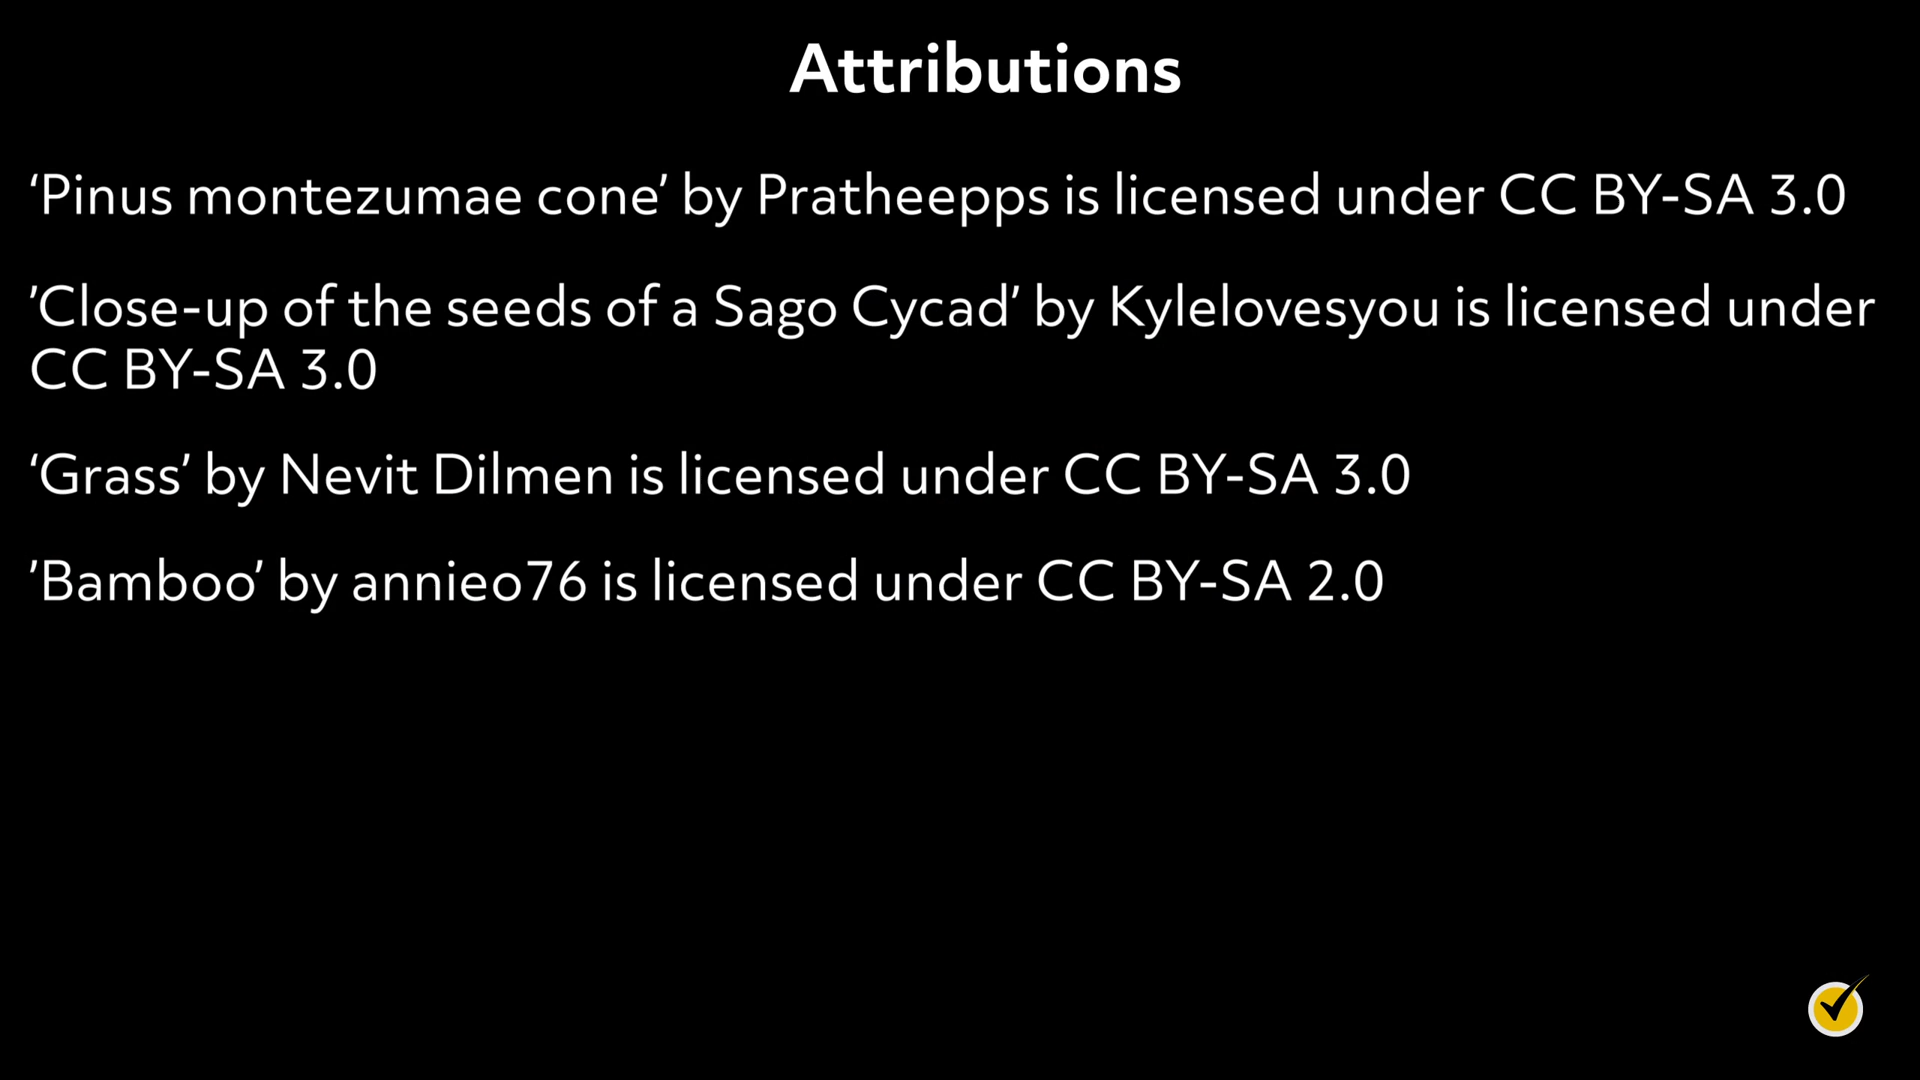 Attributions
‘Pinus montezumae cone’ by Pratheepps is licensed under CC BY-SA 3.0
’Close-up of the seeds of a Sago Cycad’ by Kylelovesyou is licensed under
CC BY-SA 3.0
‘Grass’ by Nevit Dilmen is licensed under CC BY-SA 3.0
’Bamboo’ by annieo76 is licensed under CC BY-SA 2.0